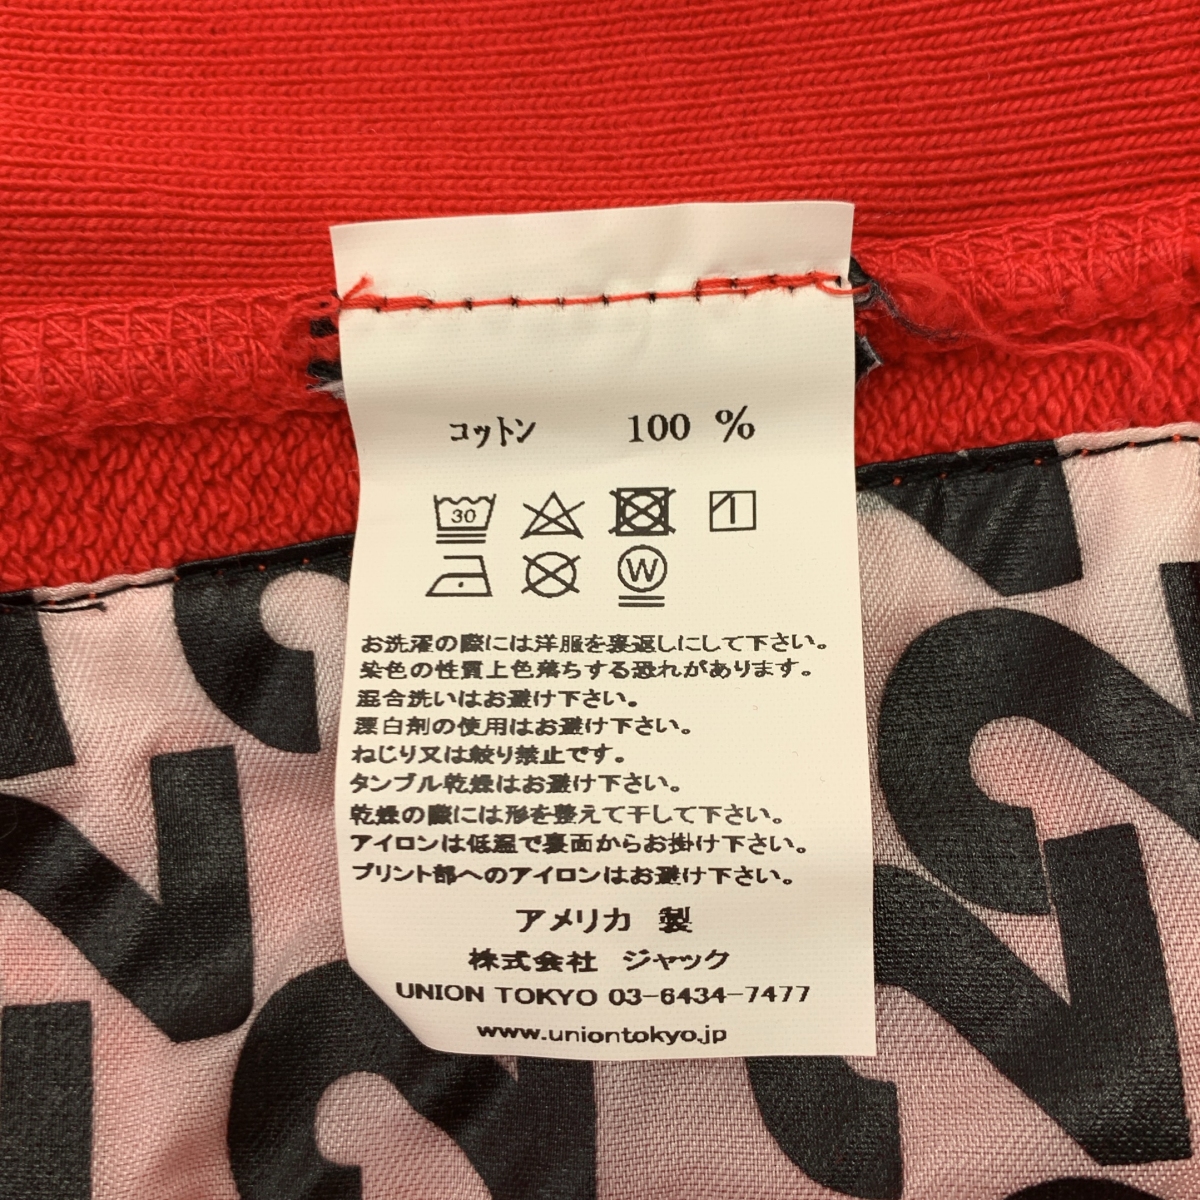 コットン 100 %
30
W
お洗濯の際には洋服を裏返しにして下さい。
染色の性質上色落ちする恐れがあります。
混合洗いはお避け下さい。
漂白剤の使用はお避け下さい。
ねじり又は絞り禁止です。
タンブル乾燥はお避け下さい。
乾燥の際には形を整えて干して下さい。
アイロンは低温で裏面からお掛け下さい。
プリント部へのアイロンはお避け下さい。
アメリカ 製
株式会社 ジャック
UNION TOKYO 03-6434-7477
www.uniontokyo.jp